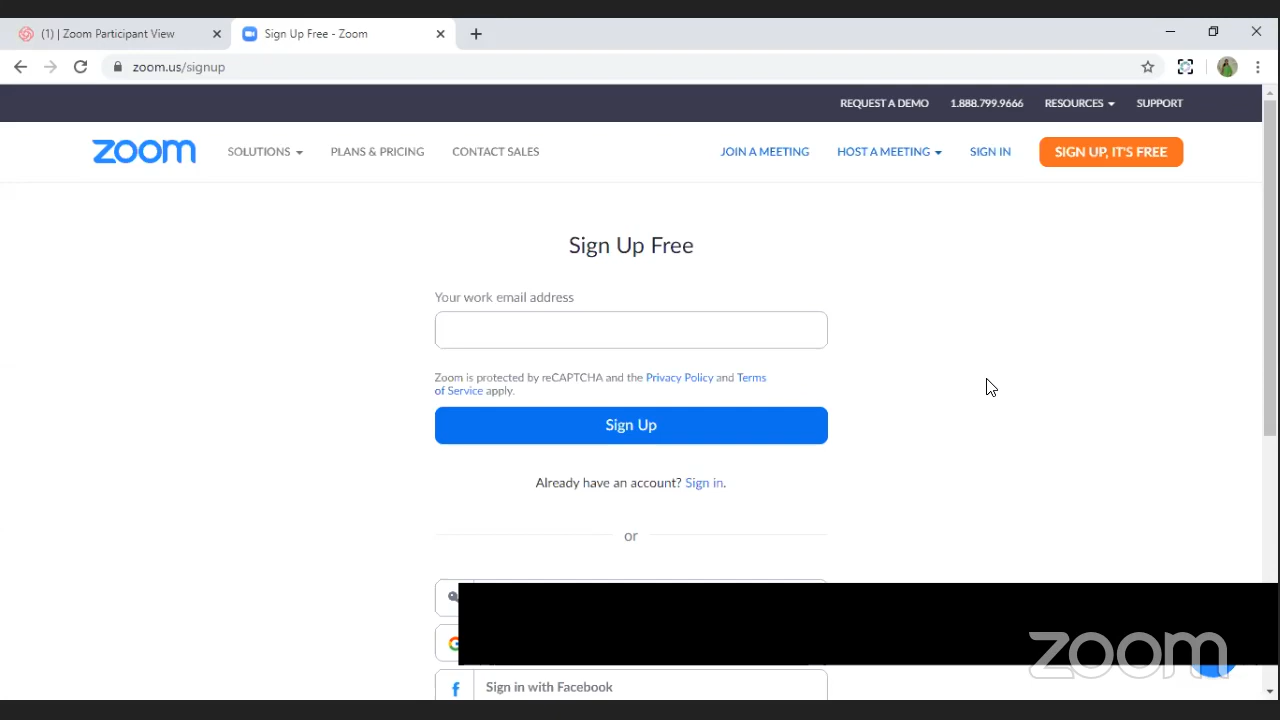 (1) | Zoom Participant View
Sign Up Free - Zoom
zoom.us/signup
REQUEST A DEMO 1.888.799.9666 RESOURCES SUPPORT
zoom SOLUTIONS PLANS & PRICING CONTACT SALES JOIN A MEETING HOST A MEETING SIGN IN SIGN UP, IT'S FREE
Sign Up Free
Your work email address
Zoom is protected by reCAPTCHA and the Privacy Policy and Terms
of Service apply.
Sign Up
Already have an account? Sign in.
or
G
zoom
f Sign in with Facebook